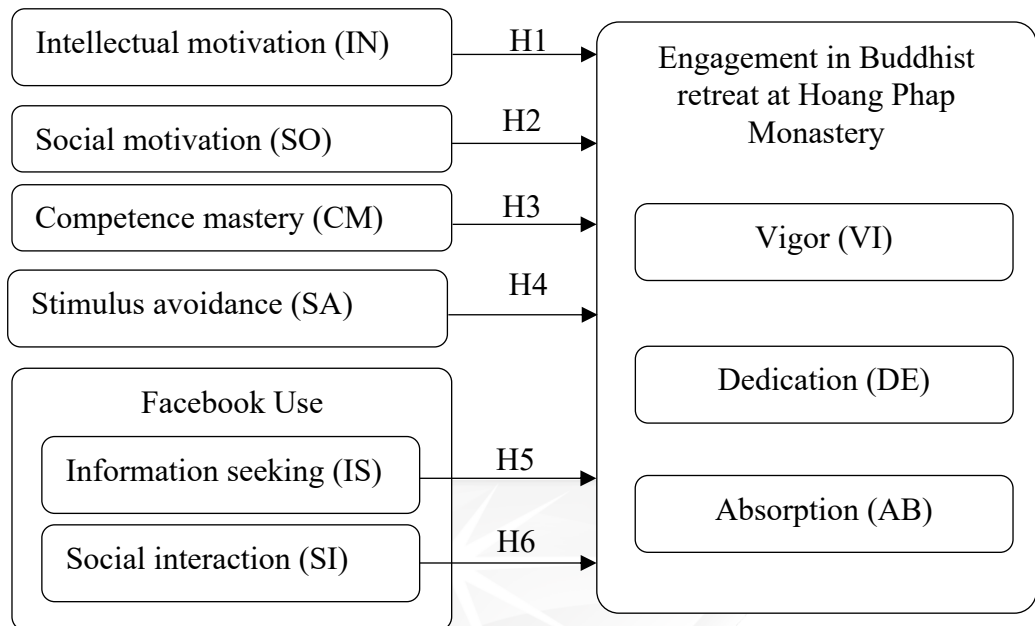 Intellectual motivation (IN)
H1
Social motivation (SO)
H2
Competence mastery (CM)
H3
Stimulus avoidance (SA)
H4
Facebook Use
Information seeking (IS)
H5
Social interaction (SI)
H6
Engagement in Buddhist
retreat at Hoang Phap
Monastery
Vigor (VI)
Dedication (DE)
Absorption (AB)